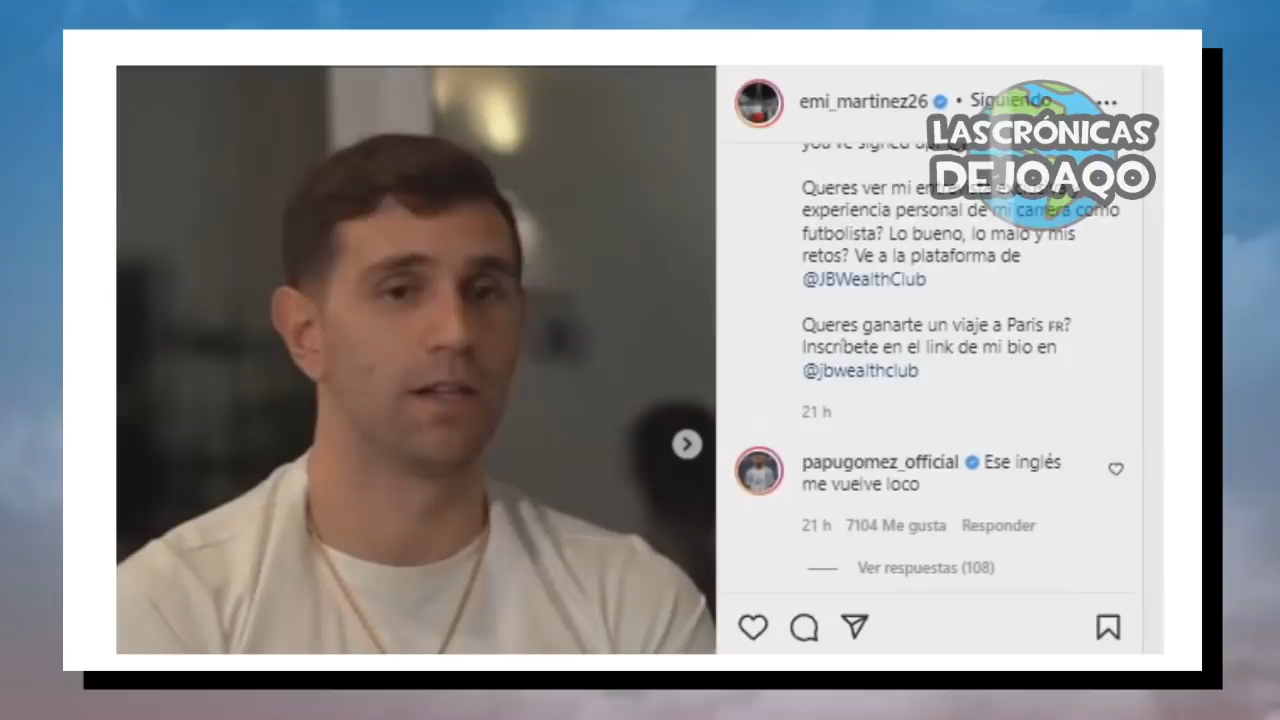 emi_martinez26 • Siguiendo
LAS CRÓNICAS
DE JOAQO
Queres ver mi
experiencia personal de mi carrera como
futbolista? Lo bueno, lo malo y mis
retos? Ve a la plataforma de
@JBWealthClub
Queres ganarte un viaje a Paris FR?
Inscríbete en el link de mi bio en
@jbwealthclub
21 h
papugomez_official Ese inglés
me vuelve loco
21 h 7104 Me gusta Responder
Ver respuestas (108)